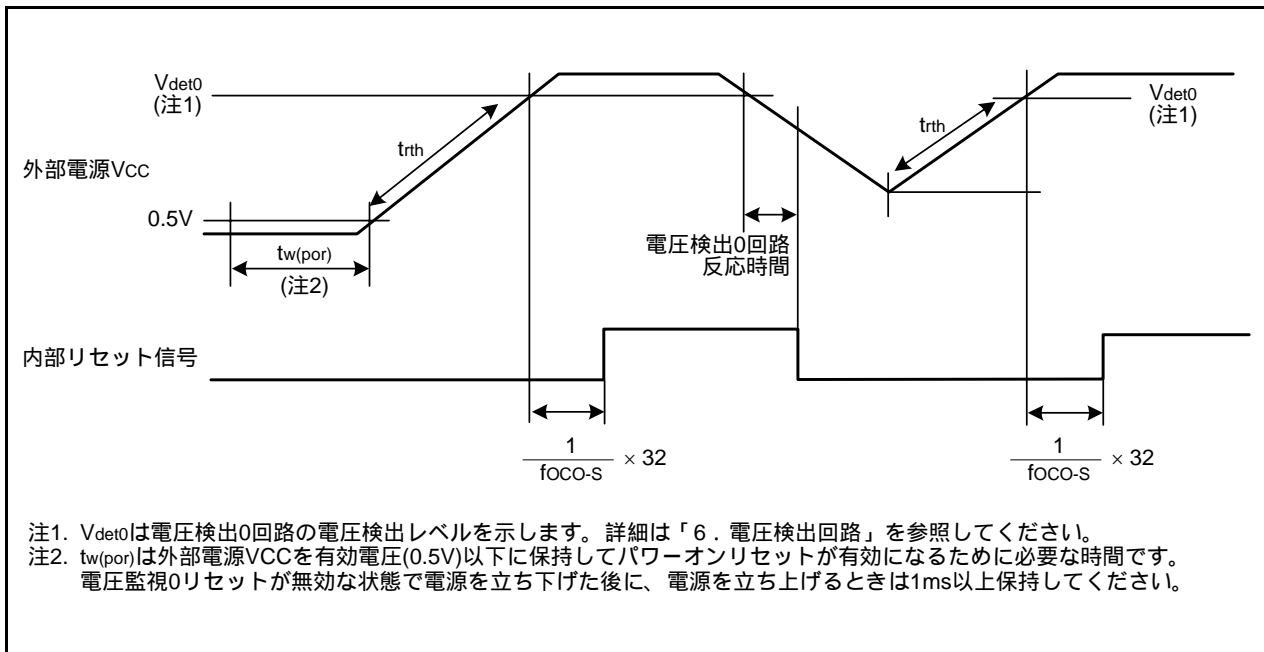 Vdet0
(注1)
trth
外部電源VCC
0.5V
tw(por)
(注2)
電圧検出0回路
反応時間
trth
Vdet0
(注1)
内部リセット信号
1
fOCO-S
× 32
1
fOCO-S
× 32
注1. Vdet0は電圧検出0回路の電圧検出レベルを示します。詳細は「6．電圧検出回路」を参照してください。
注2. tw(por)は外部電源VCCを有効電圧(0.5V)以下に保持してパワーオンリセットが有効になるために必要な時間です。
電圧監視0リセットが無効な状態で電源を立ち下げた後に、電源を立ち上げるときは1ms以上保持してください。